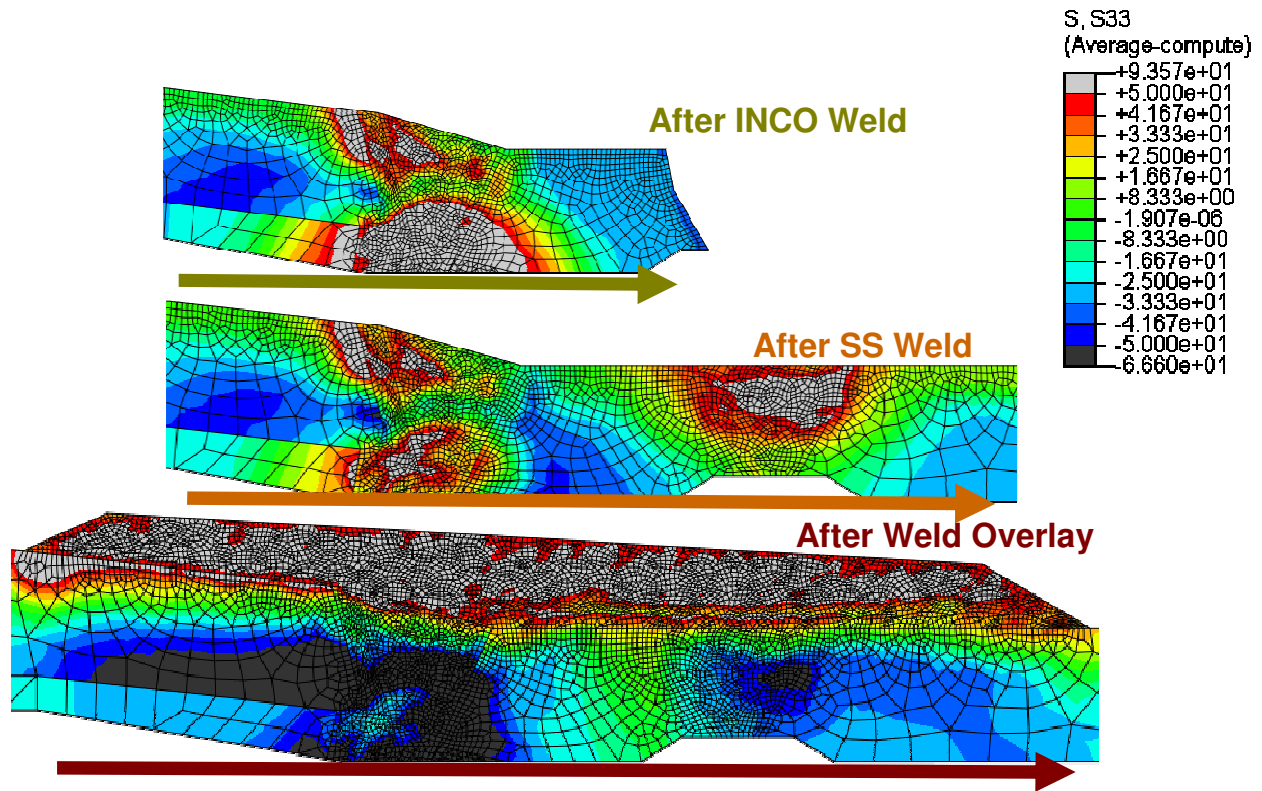 S, S33
(Average-compute)
+9.357e+01
+5.000e+01
+4.167e+01
+3.333e+01
+2.500e+01
+1.667e+01
+8.333e+00
-1.907e-06
-8.333e+00
-1.667e+01
-2.500e+01
-3.333e+01
-4.167e+01
-5.000e+01
-6.660e+01
After INCO Weld
After SS Weld
After Weld Overlay